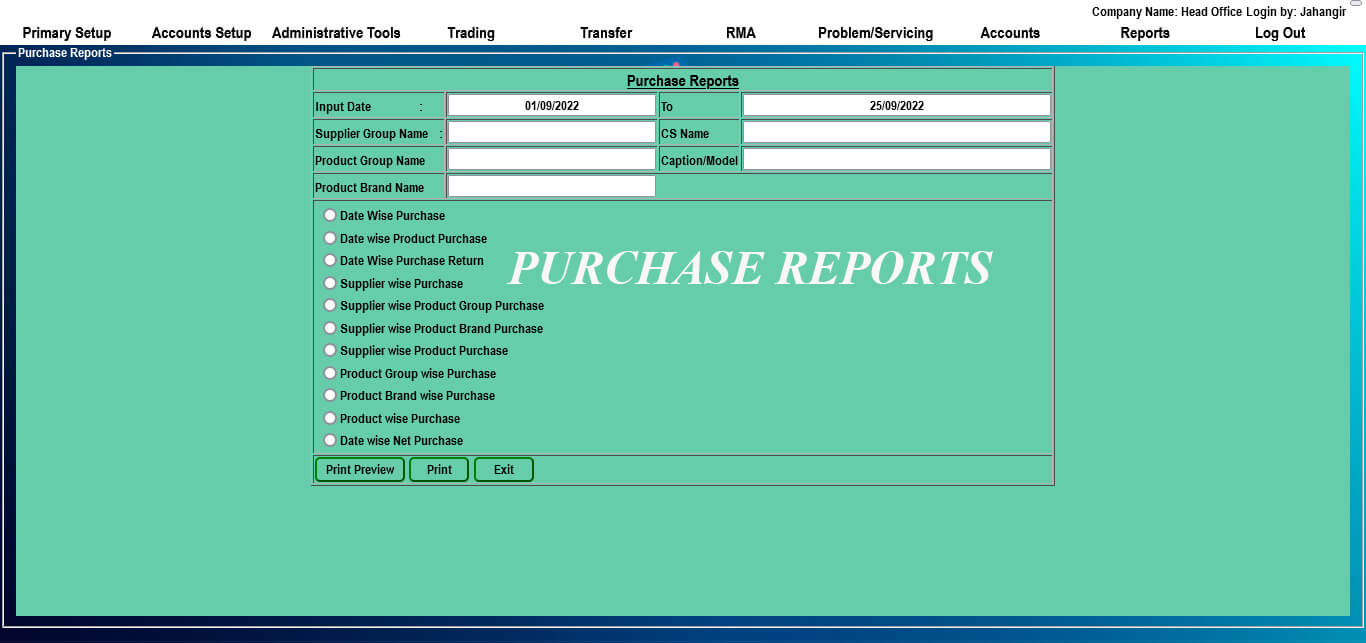 Company Name: Head Office Login by: Jahangir
Primary Setup Accounts Setup Administrative Tools Trading Transfer RMA Problem/Servicing Accounts Reports Log Out
Purchase Reports
Purchase Reports
Input Date : 01/09/2022 To 25/09/2022
Supplier Group Name : CS Name
Product Group Name Caption/Model
Product Brand Name
Date Wise Purchase
Date wise Product Purchase
Date Wise Purchase Return
PURCHASE REPORTS
Supplier wise Purchase
Supplier wise Product Group Purchase
Supplier wise Product Brand Purchase
Supplier wise Product Purchase
Product Group wise Purchase
Product Brand wise Purchase
Product wise Purchase
Date wise Net Purchase
Print Preview Print Exit